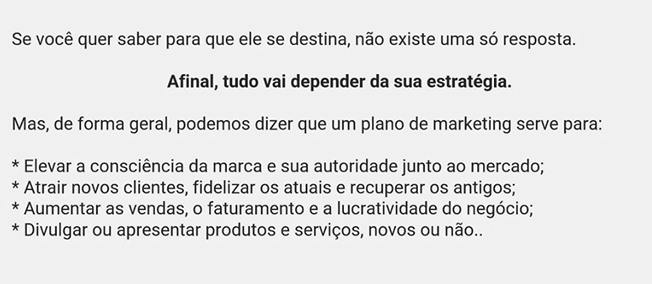 Se você quer saber para que ele se destina, não existe uma só resposta.
Afinal, tudo vai depender da sua estratégia.
Mas, de forma geral, podemos dizer que um plano de marketing serve para:
* Elevar a consciência da marca e sua autoridade junto ao mercado;
* Atrair novos clientes, fidelizar os atuais e recuperar os antigos;
* Aumentar as vendas, o faturamento e a lucratividade do negócio;
* Divulgar ou apresentar produtos e serviços, novos ou não..